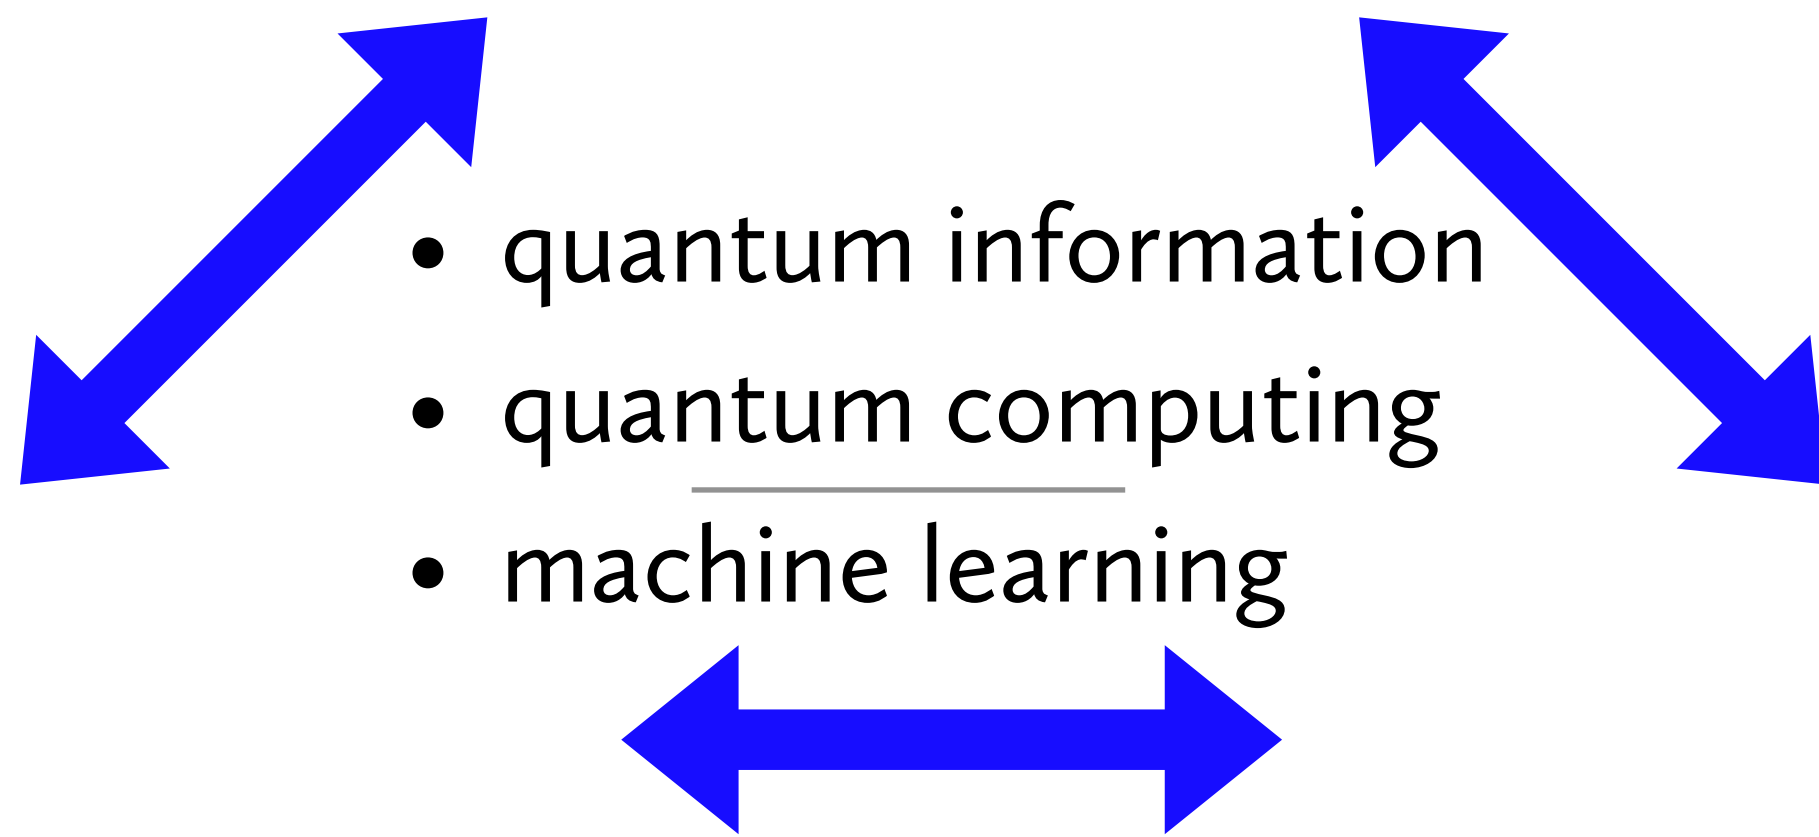 • quantum information
• quantum computing
• machine learning